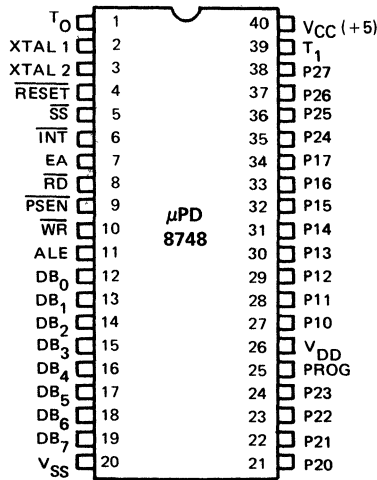 T0 1 40 VCC (+5)
XTAL 1 2 39 T1
XTAL 2 3 38 P27
RESET 4 37 P26
SS 5 36 P25
INT 6 35 P24
EA 7 34 P17
RD 8 33 P16
PSEN 9 32 P15
WR 10 31 P14
ALE 11 30 P13
DB0 12 29 P12
DB1 13 28 P11
DB2 14 27 P10
DB3 15 26 VDD
DB4 16 25 PROG
DB5 17 24 P23
DB6 18 23 P22
DB7 19 22 P21
VSS 20 21 P20
μPD
8748